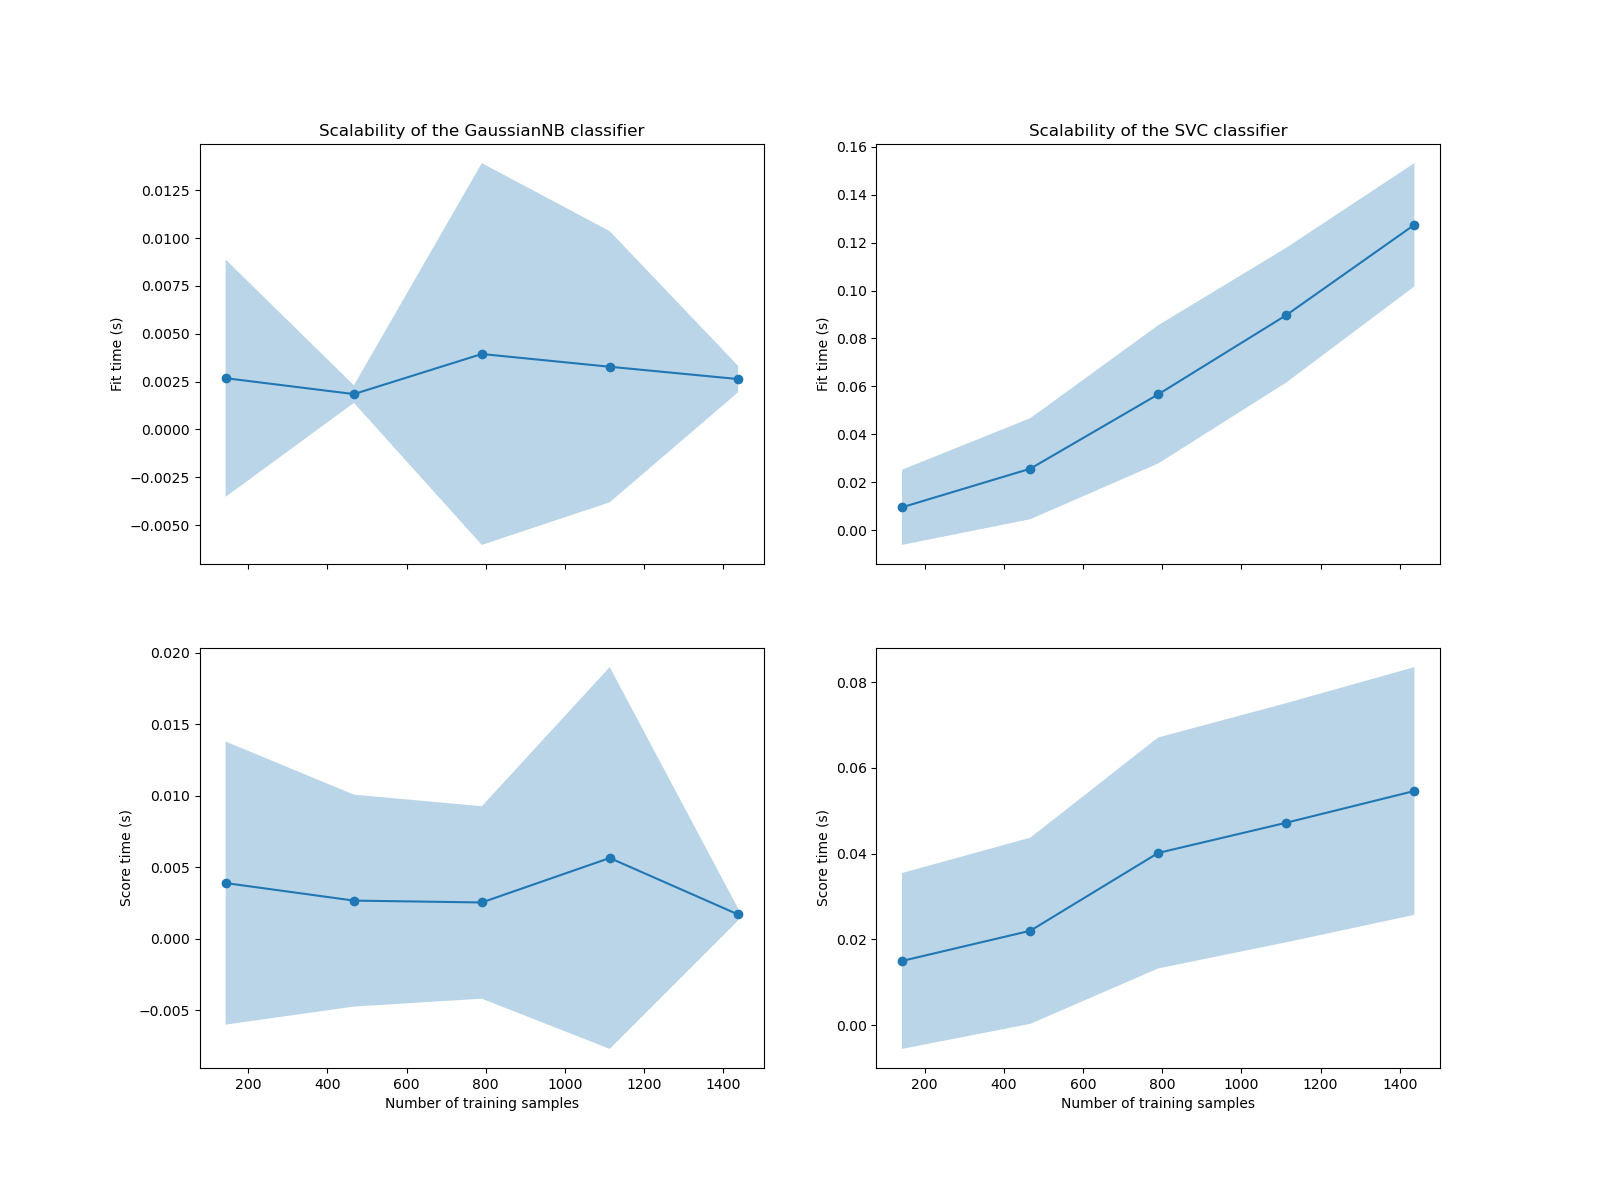 Scalability of the GaussianNB classifier
0.0125
0.0100
0.0075
0.0050
0.0025
0.0000
−0.0025
−0.0050
Fit time (s)
Scalability of the SVC classifier
0.16
0.14
0.12
0.10
0.08
0.06
0.04
0.02
0.00
Fit time (s)
0.020
0.015
0.010
0.005
0.000
−0.005
Score time (s)
200 400 600 800 1000 1200 1400
Number of training samples
0.08
0.06
0.04
0.02
0.00
Score time (s)
200 400 600 800 1000 1200 1400
Number of training samples